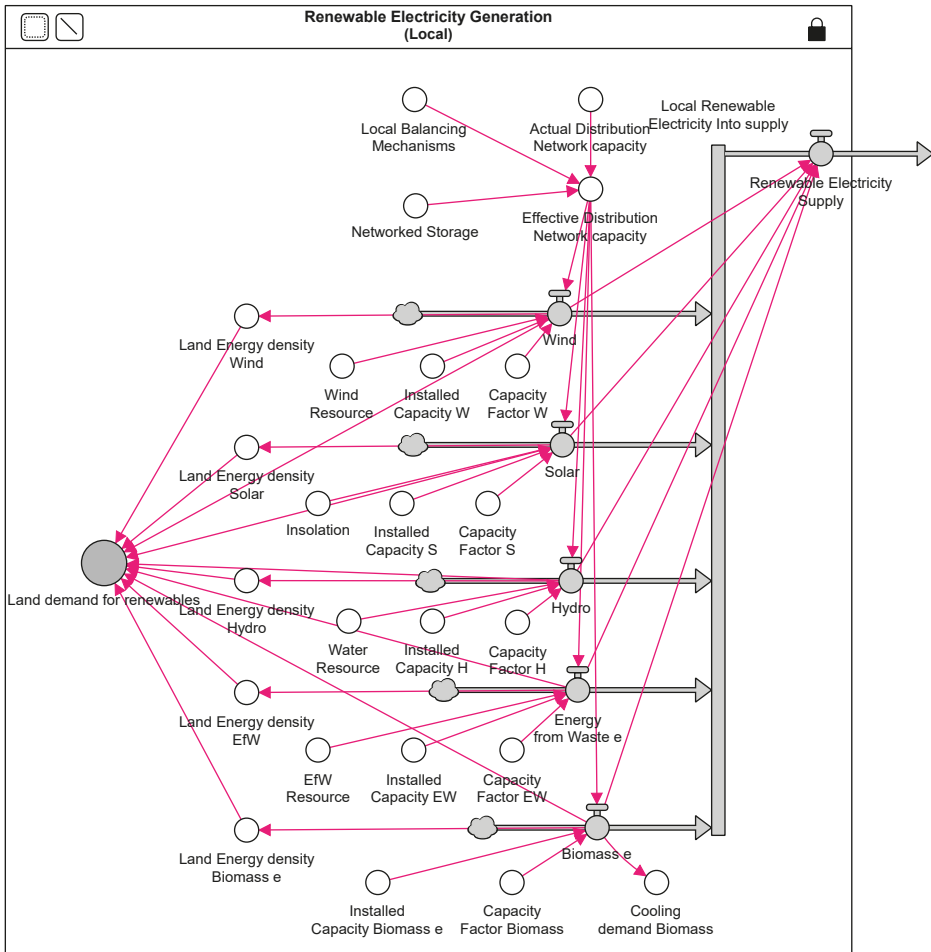 Renewable Electricity Generation
(Local)
Local Balancing
Mechanisms
Actual Distribution
Network capacity
Local Renewable
Electricity Into supply
Renewable Electricity
Supply
Networked Storage
Effective Distribution
Network capacity
Land Energy density
Wind
Wind
Wind
Resource
Installed
Capacity W
Capacity
Factor W
Land Energy density
Solar
Solar
Insolation
Installed
Capacity S
Capacity
Factor S
Land demand for renewables
Land Energy density
Hydro
Hydro
Water
Resource
Installed
Capacity H
Capacity
Factor H
Land Energy density
EfW
Energy
from Waste e
EfW
Resource
Installed
Capacity EW
Capacity
Factor EW
Land Energy density
Biomass e
Biomass e
Installed
Capacity Biomass e
Capacity
Factor Biomass
Cooling
demand Biomass